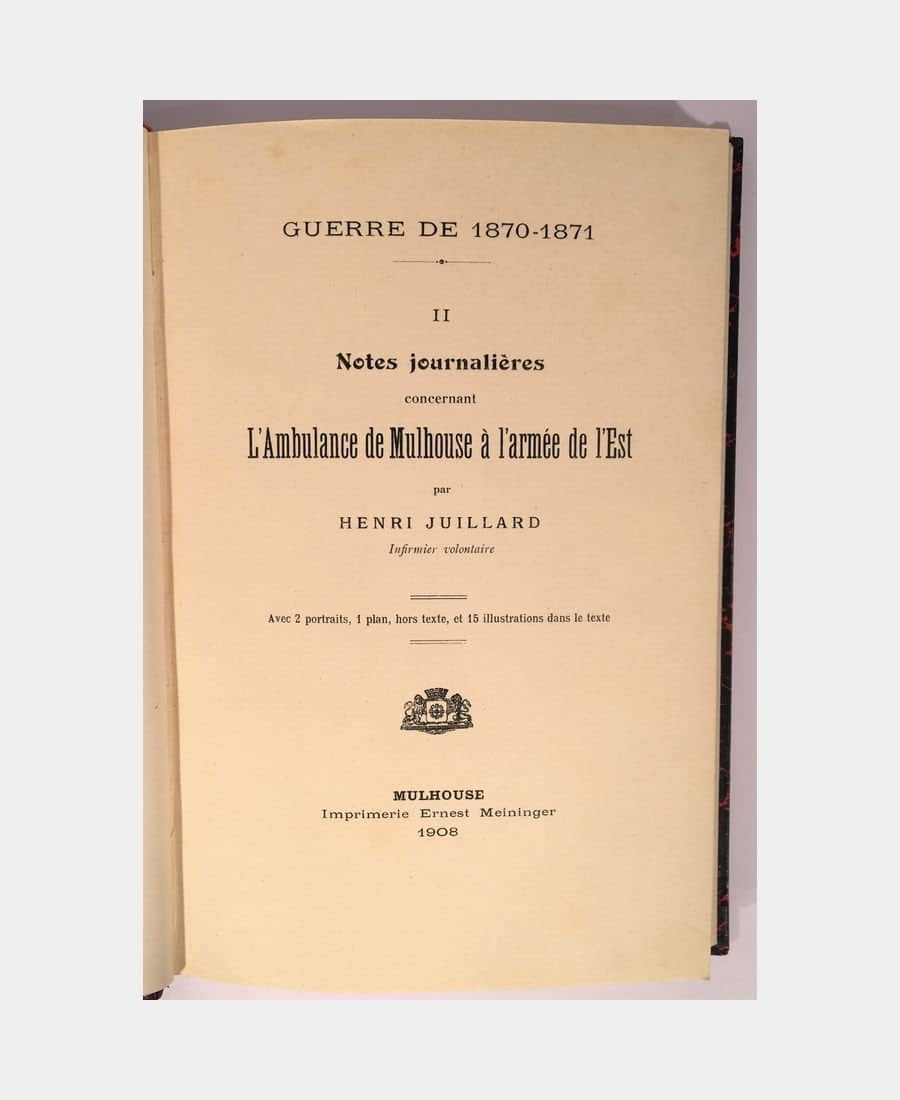 GUERRE DE 1870-1871
II
Notes journalières
concernant
L'Ambulance de Mulhouse à l'armée de l'Est
par
HENRI JUILLARD
Infirmier volontaire
Avec 2 portraits, 1 plan, hors texte, et 15 illustrations dans le texte
MULHOUSE
Imprimerie Ernest Meininger
1908